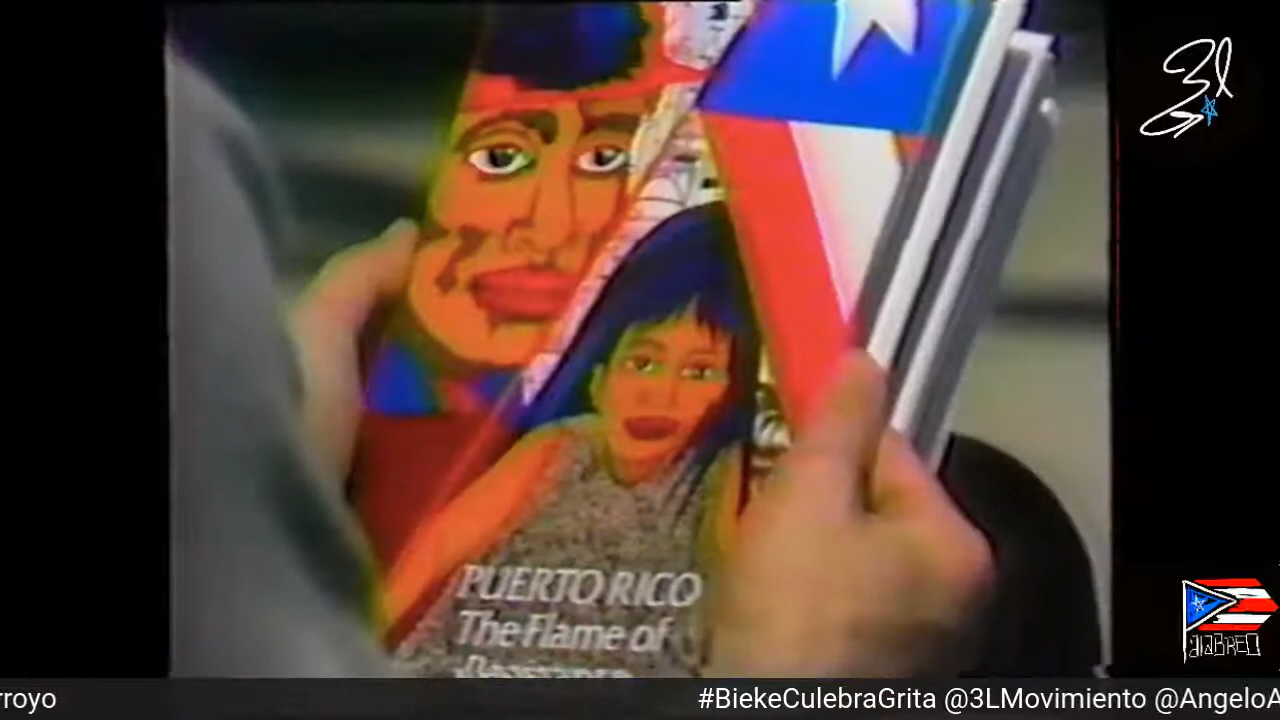 PUERTO RICO
The Flame of
rroyo
#BiekeCulebraGrita @3LMovimiento @AngeloA